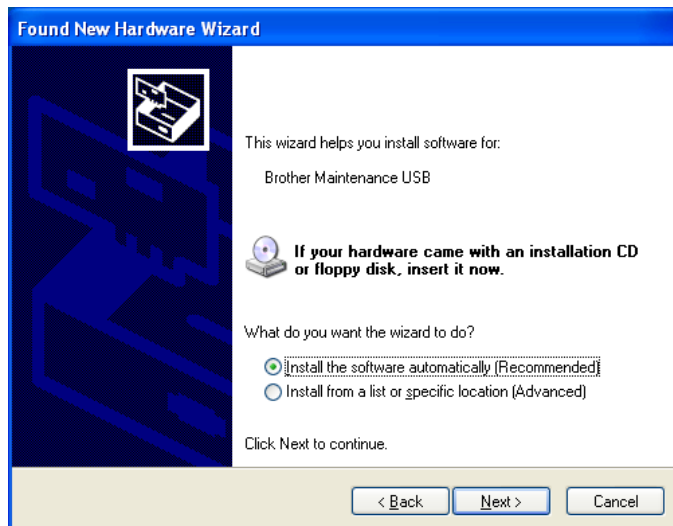 Found New Hardware Wizard
This wizard helps you install software for:
Brother Maintenance USB
If your hardware came with an installation CD
or floppy disk, insert it now.
What do you want the wizard to do?
Install the software automatically (Recommended)
Install from a list or specific location (Advanced)
Click Next to continue.
< Back Next > Cancel